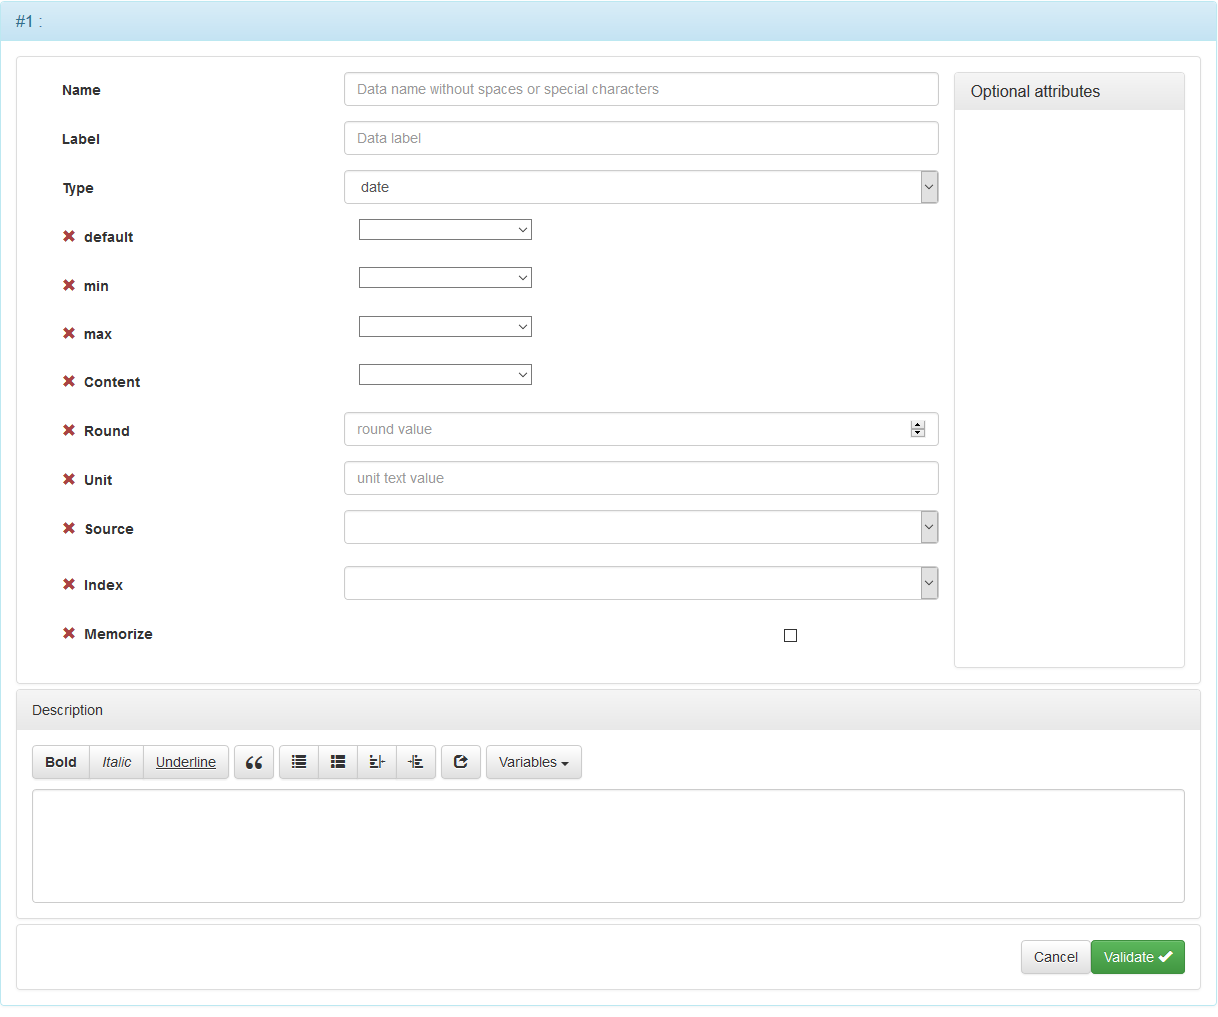 #1 :
Name
Data name without spaces or special characters
Optional attributes
Label
Data label
Type
date
default
min
max
Content
Round
round value
Unit
unit text value
Source
Index
Memorize
Description
Bold Italic Underline Variables
Cancel Validate